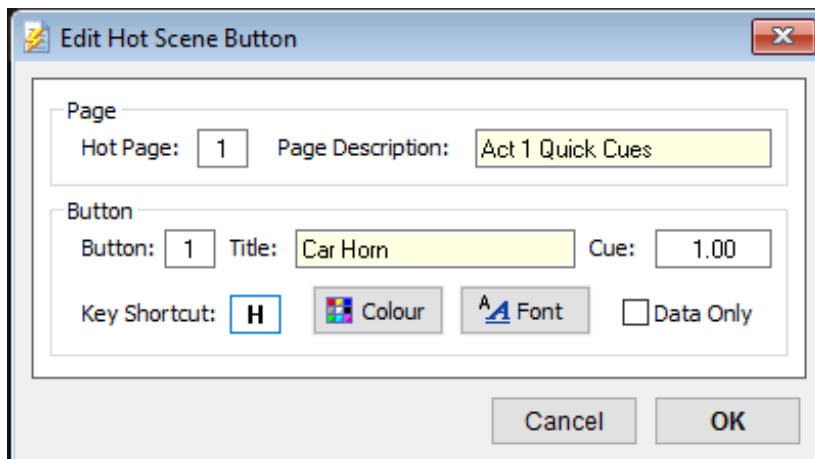 Edit Hot Scene Button
Page
Hot Page: 1 Page Description: Act 1 Quick Cues
Button
Button: 1 Title: Car Horn Cue: 1.00
Key Shortcut: H Colour AA Font Data Only
Cancel OK